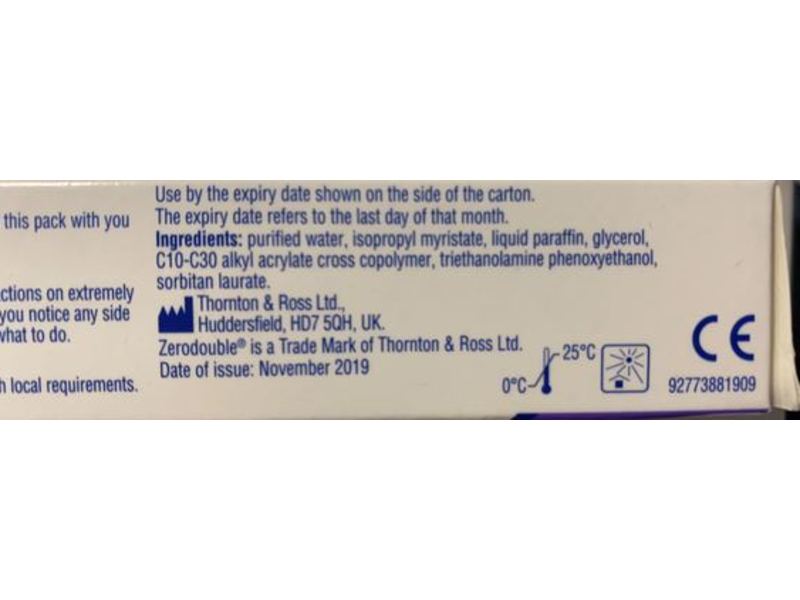 this pack with you
ctions on extremely
you notice any side
what to do.
h local requirements.
Use by the expiry date shown on the side of the carton.
The expiry date refers to the last day of that month.
Ingredients: purified water, isopropyl myristate, liquid paraffin, glycerol,
C10-C30 alkyl acrylate cross copolymer, triethanolamine phenoxyethanol,
sorbitan laurate.
Thornton & Ross Ltd.,
Huddersfield, HD7 5QH, UK.
Zerodouble® is a Trade Mark of Thornton & Ross Ltd.
Date of issue: November 2019
0°C
25°C
CE
92773881909